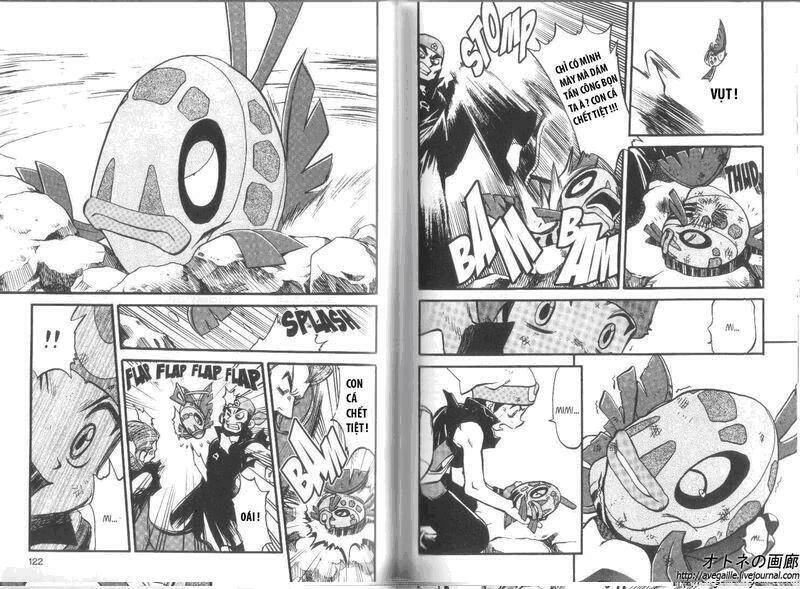 VỤT !
STOMP
CHỈ CÓ MÌNH
MÀY MÀ DÁM
TẤN CÔNG BỌN
TA À ? CON CÁ
CHẾT TIỆT !!!
BAM
BAM
THUD
MI...
MIMI...
SPLASH
CON
CÁ
CHẾT
TIỆT !
BAM
FLAP FLAP FLAP FLAP
OÁI !
!!
MI...
122
オトネの画廊
http://avegaille.livejournal.com